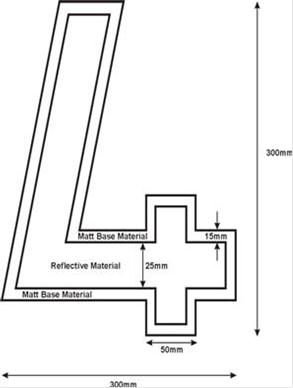 300mm
Matt Base Material
15mm
Reflective Material
25mm
Matt Base Material
50mm
300mm